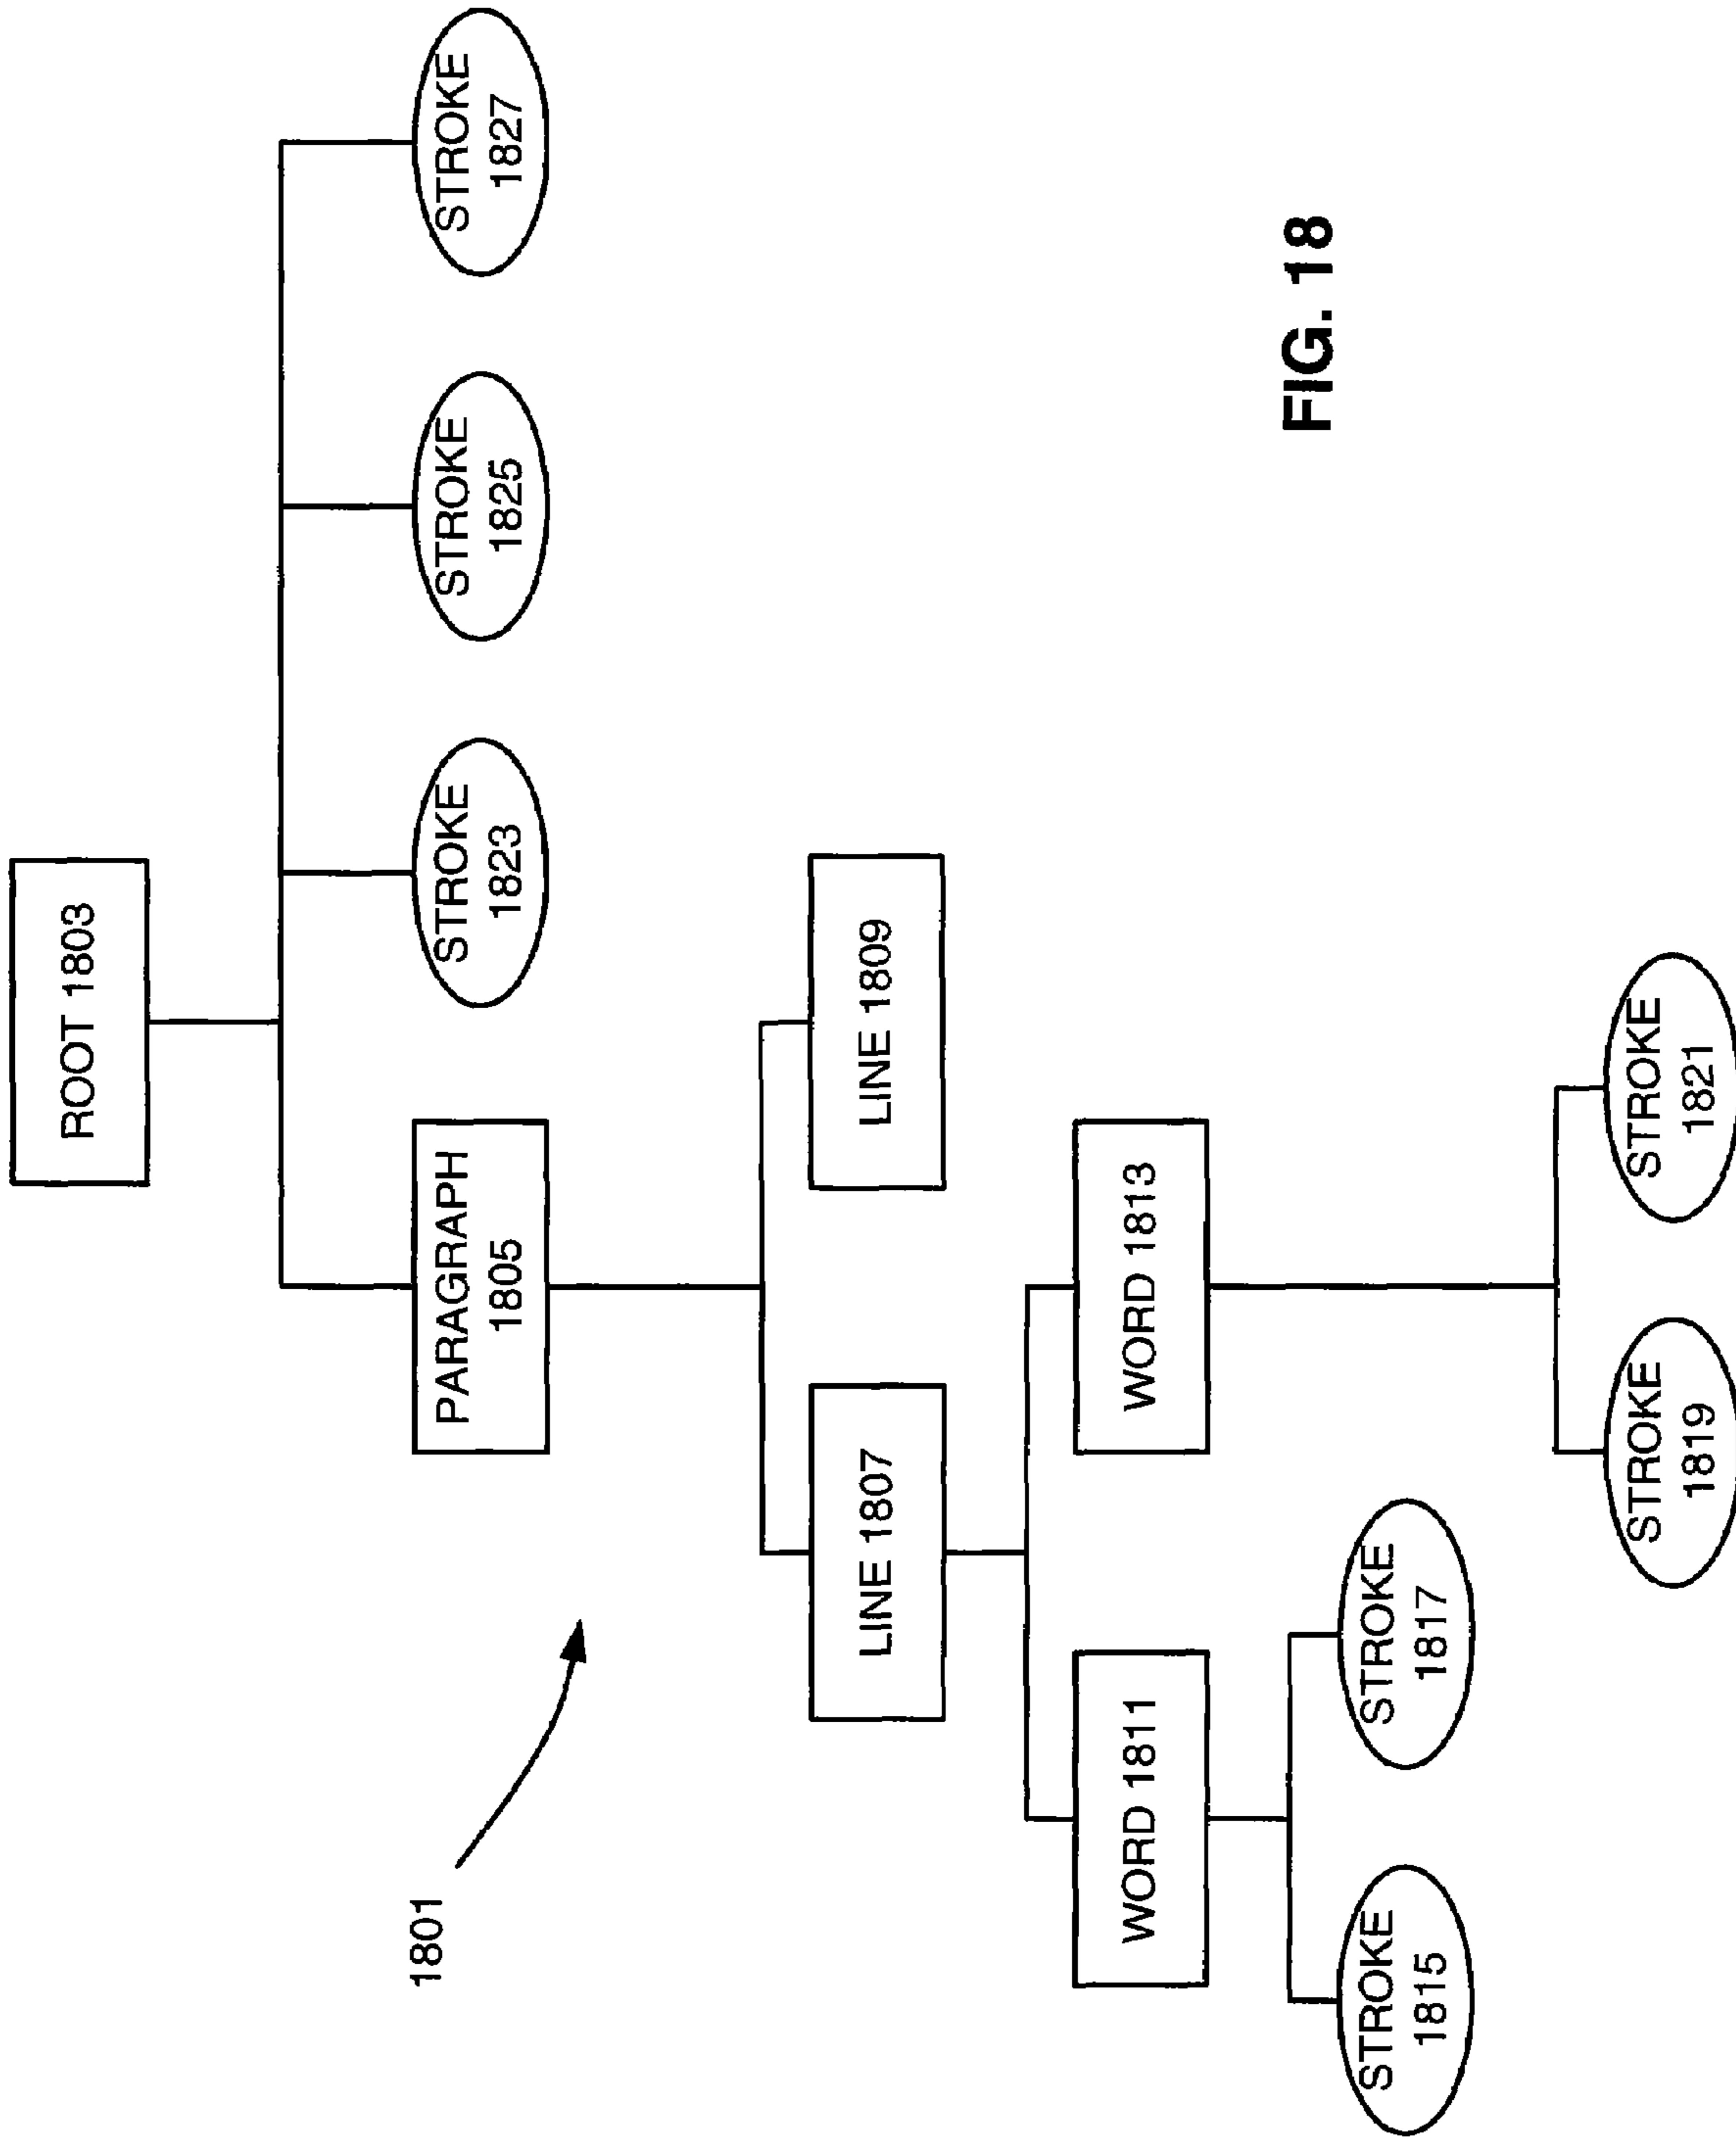 ROOT 1803
PARAGRAPH
1805
STROKE
1823
STROKE
1825
STROKE
1827
1801
LINE 1807
LINE 1809
WORD 1811
WORD 1813
STROKE
1815
STROKE
1817
STROKE
1819
STROKE
1821
FIG. 18